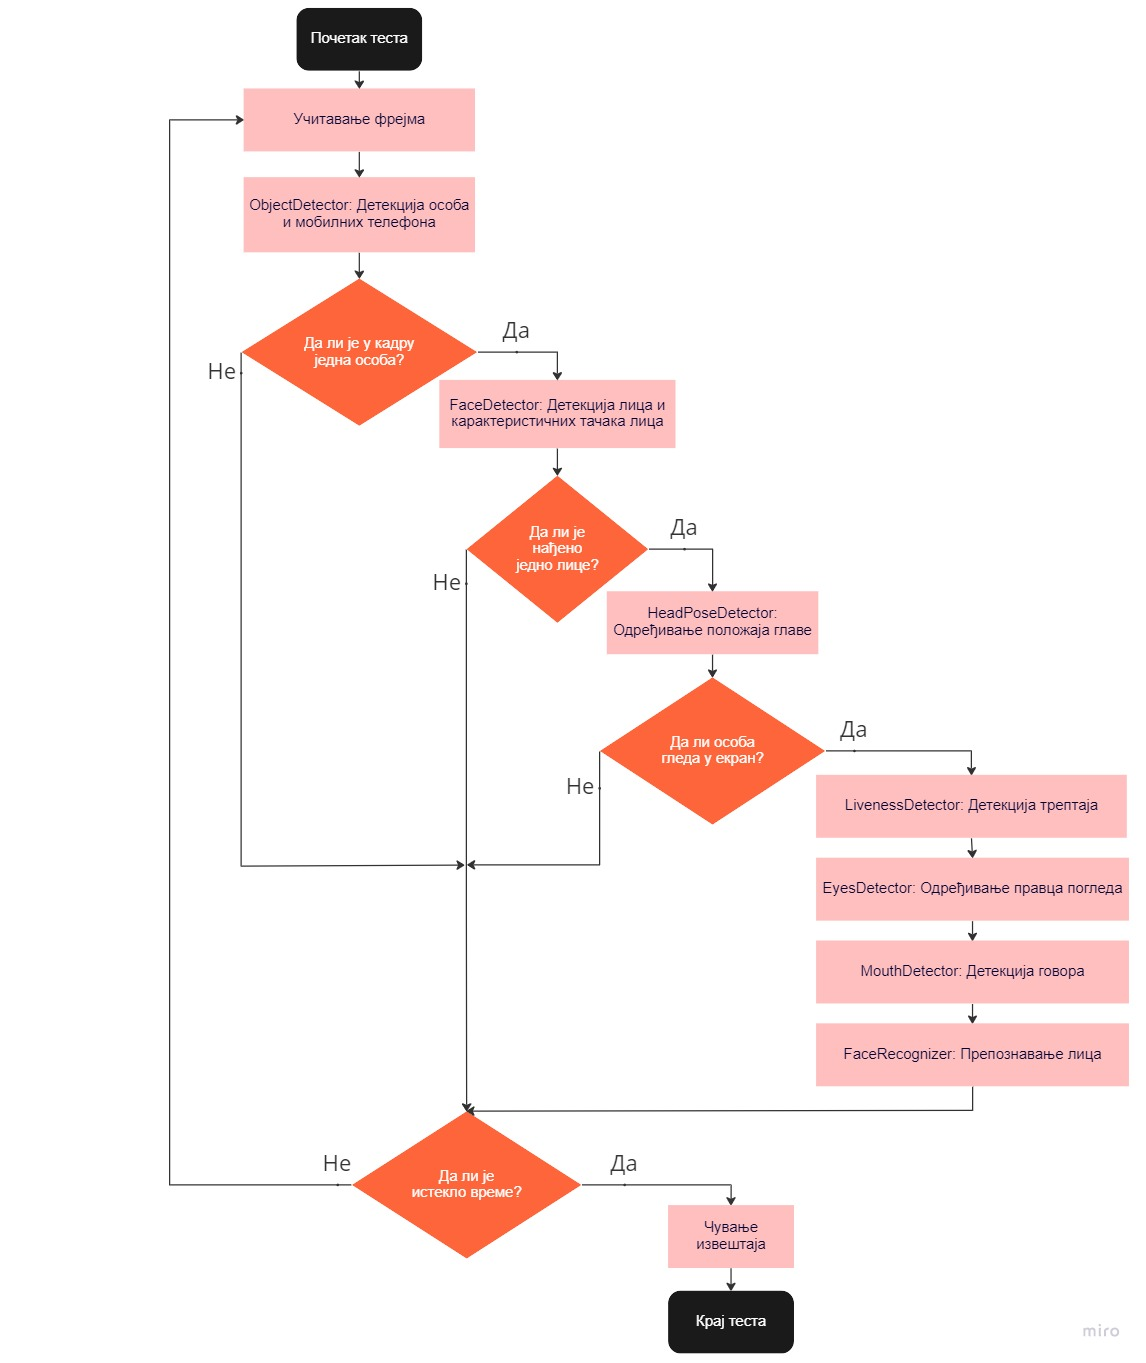 Почетак теста
Учитавање фрејма
ObjectDetector: Детекција особа
и мобилних телефона
Да ли је у кадру
једна особа?
Да
Не
FaceDetector: Детекција лица и
карактеристичних тачака лица
Да ли је
нађено
једно лице?
Да
Не
HeadPoseDetector:
Одређивање положаја главе
Да ли особа
гледа у екран?
Да
Не
LivenessDetector: Детекција трептаја
EyesDetector: Одређивање правца погледа
MouthDetector: Детекција говора
FaceRecognizer: Препознавање лица
Да ли је
истекло време?
Не
Да
Чување
извештаја
Крај теста
miro